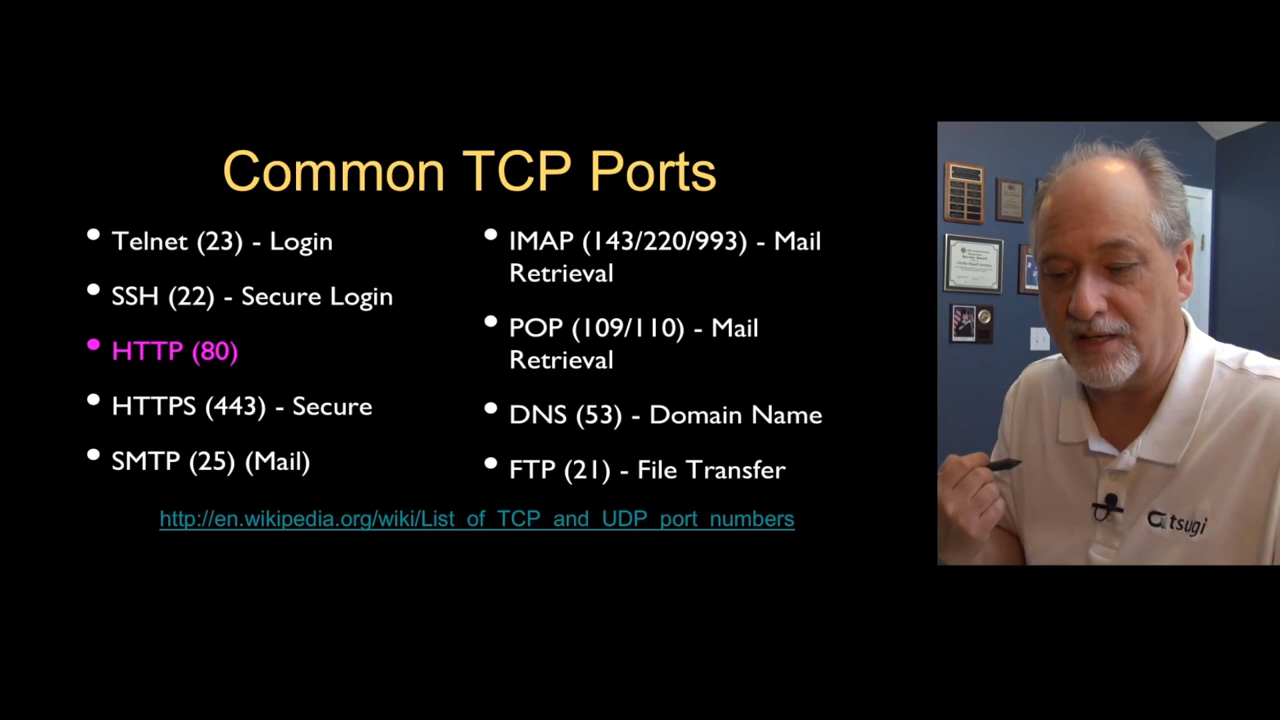 Common TCP Ports
• Telnet (23) - Login
• SSH (22) - Secure Login
• HTTP (80)
• HTTPS (443) - Secure
• SMTP (25) (Mail)
• IMAP (143/220/993) - Mail
Retrieval
• POP (109/110) - Mail
Retrieval
• DNS (53) - Domain Name
• FTP (21) - File Transfer
http://en.wikipedia.org/wiki/List_of_TCP_and_UDP_port_numbers
tsugi